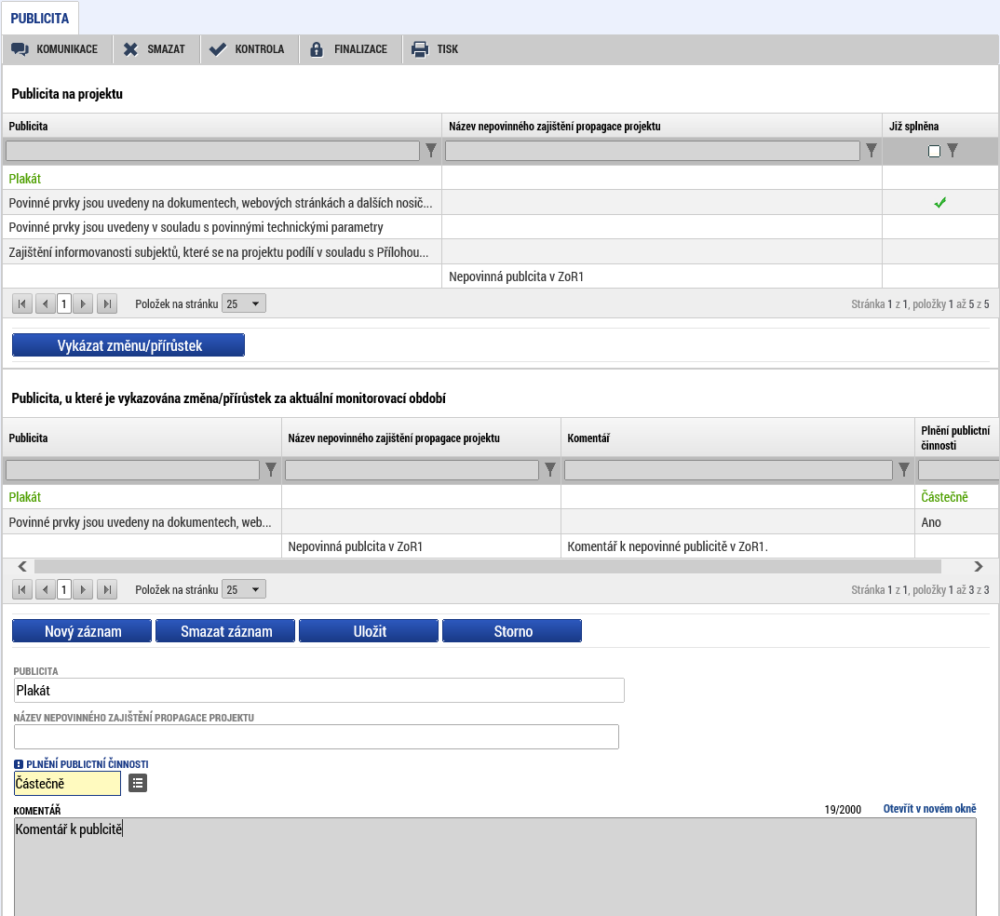 PUBLICITA
KOMUNIKACE SMAZAT KONTROLA FINALIZACE TISK
Publicita na projektu
Publicita Název nepovinného zajištění propagace projektu Již splněna
Plakát
Povinné prvky jsou uvedeny na dokumentech, webových stránkách a dalších nosič...
Povinné prvky jsou uvedeny v souladu s povinnými technickými parametry
Zajištění informovanosti subjektů, které se na projektu podílí v souladu s Přílohou...
Nepovinná publcita v ZoR1
1 Položek na stránku 25 Stránka 1 z 1, položky 1 až 5 z 5
Vykázat změnu/přírůstek
Publicita, u které je vykazována změna/přírůstek za aktuální monitorovací období
Publicita Název nepovinného zajištění propagace projektu Komentář Plnění publictní
činnosti
Plakát Částečně
Povinné prvky jsou uvedeny na dokumentech, web... Ano
Nepovinná publcita v ZoR1 Komentář k nepovinné publicitě v ZoR1.
1 Položek na stránku 25 Stránka 1 z 1, položky 1 až 3 z 3
Nový záznam Smazat záznam Uložit Storno
PUBLICITA
Plakát
NÁZEV NEPOVINNÉHO ZAJIŠTĚNÍ PROPAGACE PROJEKTU
PLNĚNÍ PUBLICTNÍ ČINNOSTI
Částečně
KOMENTÁŘ 19/2000 Otevřít v novém okně
Komentář k publcitě